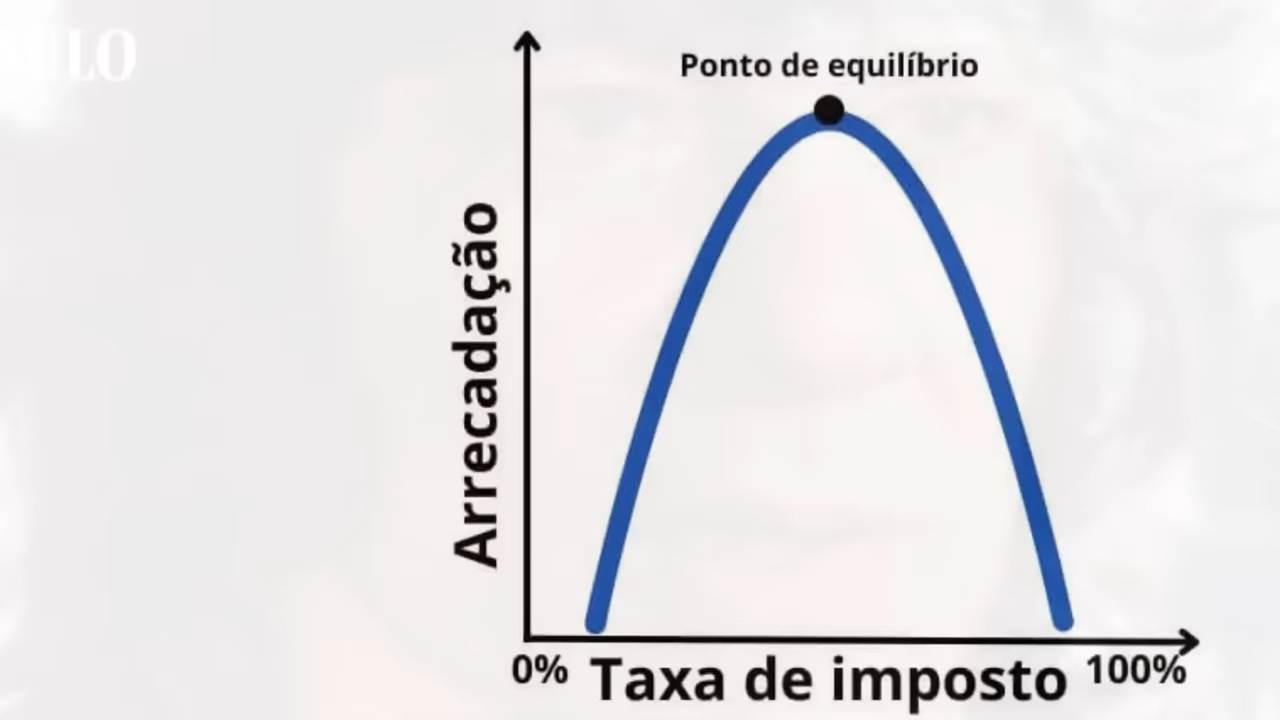 Ponto de equilíbrio
Arrecadação
0%
Taxa de imposto
100%